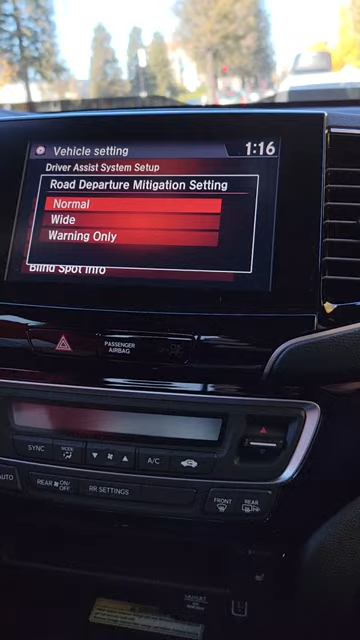 Vehicle setting
1:16
Driver Assist System Setup
Road Departure Mitigation Setting
Normal
Wide
Warning Only
Blind Spot Info
PASSENGER
AIRBAG
SYNC
MODE
A/C
AUTO
REAR ON/
OFF
RR SETTINGS
FRONT
REAR